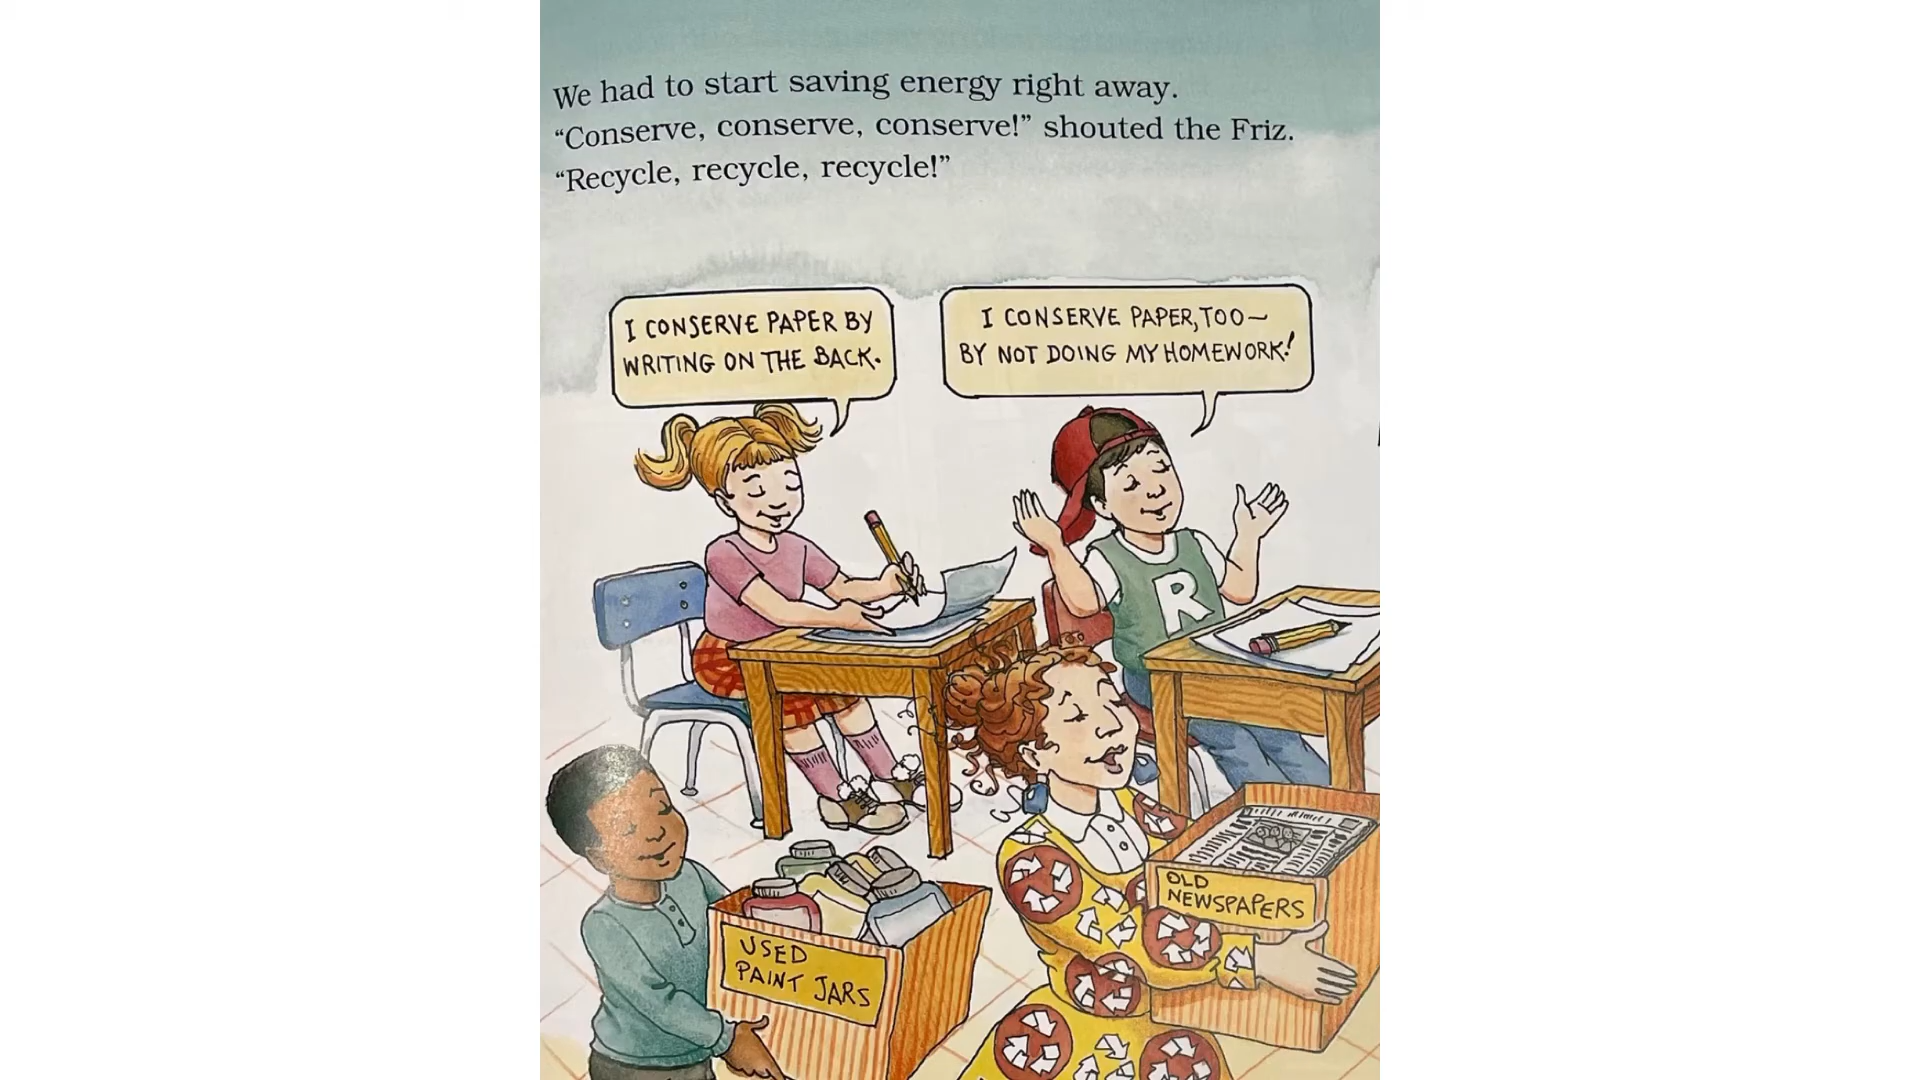 We had to start saving energy right away.
“Conserve, conserve, conserve!” shouted the Friz.
“Recycle, recycle, recycle!”
I CONSERVE PAPER BY
WRITING ON THE BACK.
I CONSERVE PAPER, TOO—
BY NOT DOING MY HOMEWORK!
R
OLD
NEWSPAPERS
USED
PAINT JARS